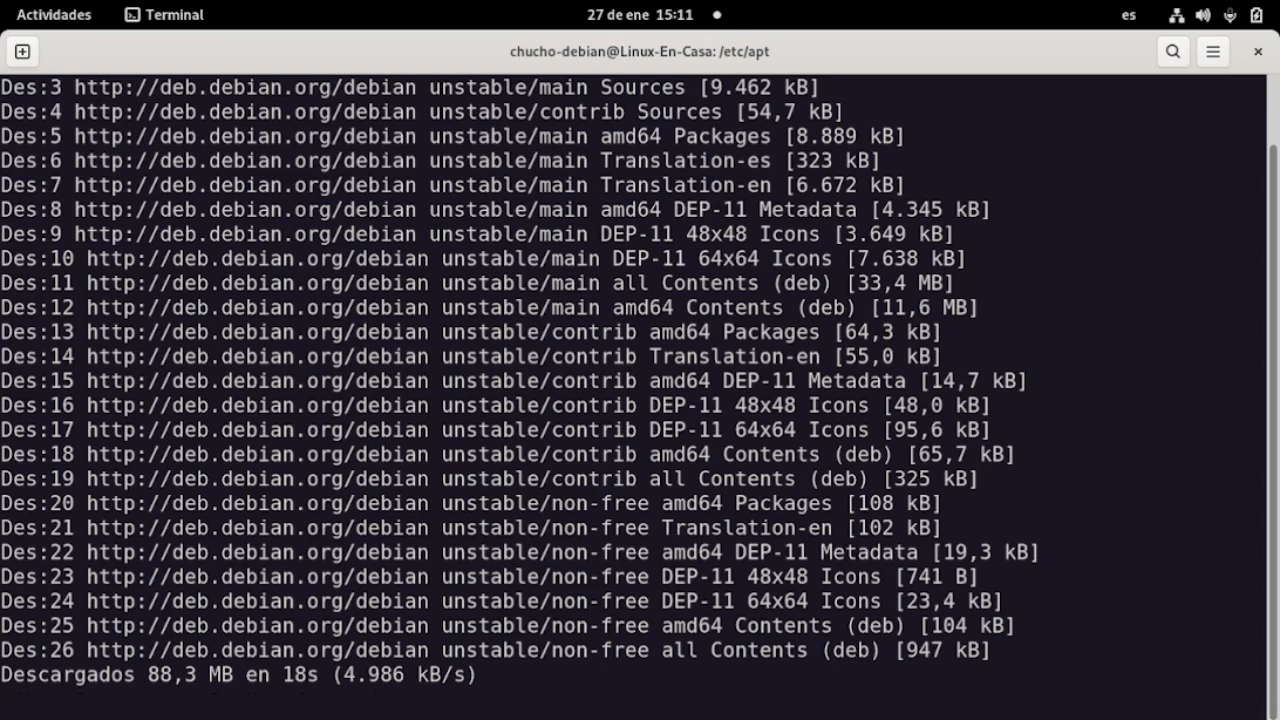 Actividades Terminal 27 de ene 15:11 es
chucho-debian@Linux-En-Casa: /etc/apt
Des:3 http://deb.debian.org/debian unstable/main Sources [9.462 kB]
Des:4 http://deb.debian.org/debian unstable/contrib Sources [54,7 kB]
Des:5 http://deb.debian.org/debian unstable/main amd64 Packages [8.889 kB]
Des:6 http://deb.debian.org/debian unstable/main Translation-es [323 kB]
Des:7 http://deb.debian.org/debian unstable/main Translation-en [6.672 kB]
Des:8 http://deb.debian.org/debian unstable/main amd64 DEP-11 Metadata [4.345 kB]
Des:9 http://deb.debian.org/debian unstable/main DEP-11 48x48 Icons [3.649 kB]
Des:10 http://deb.debian.org/debian unstable/main DEP-11 64x64 Icons [7.638 kB]
Des:11 http://deb.debian.org/debian unstable/main all Contents (deb) [33,4 MB]
Des:12 http://deb.debian.org/debian unstable/main amd64 Contents (deb) [11,6 MB]
Des:13 http://deb.debian.org/debian unstable/contrib amd64 Packages [64,3 kB]
Des:14 http://deb.debian.org/debian unstable/contrib Translation-en [55,0 kB]
Des:15 http://deb.debian.org/debian unstable/contrib amd64 DEP-11 Metadata [14,7 kB]
Des:16 http://deb.debian.org/debian unstable/contrib DEP-11 48x48 Icons [48,0 kB]
Des:17 http://deb.debian.org/debian unstable/contrib DEP-11 64x64 Icons [95,6 kB]
Des:18 http://deb.debian.org/debian unstable/contrib amd64 Contents (deb) [65,7 kB]
Des:19 http://deb.debian.org/debian unstable/contrib all Contents (deb) [325 kB]
Des:20 http://deb.debian.org/debian unstable/non-free amd64 Packages [108 kB]
Des:21 http://deb.debian.org/debian unstable/non-free Translation-en [102 kB]
Des:22 http://deb.debian.org/debian unstable/non-free amd64 DEP-11 Metadata [19,3 kB]
Des:23 http://deb.debian.org/debian unstable/non-free DEP-11 48x48 Icons [741 B]
Des:24 http://deb.debian.org/debian unstable/non-free DEP-11 64x64 Icons [23,4 kB]
Des:25 http://deb.debian.org/debian unstable/non-free amd64 Contents (deb) [104 kB]
Des:26 http://deb.debian.org/debian unstable/non-free all Contents (deb) [947 kB]
Descargados 88,3 MB en 18s (4.986 kB/s)